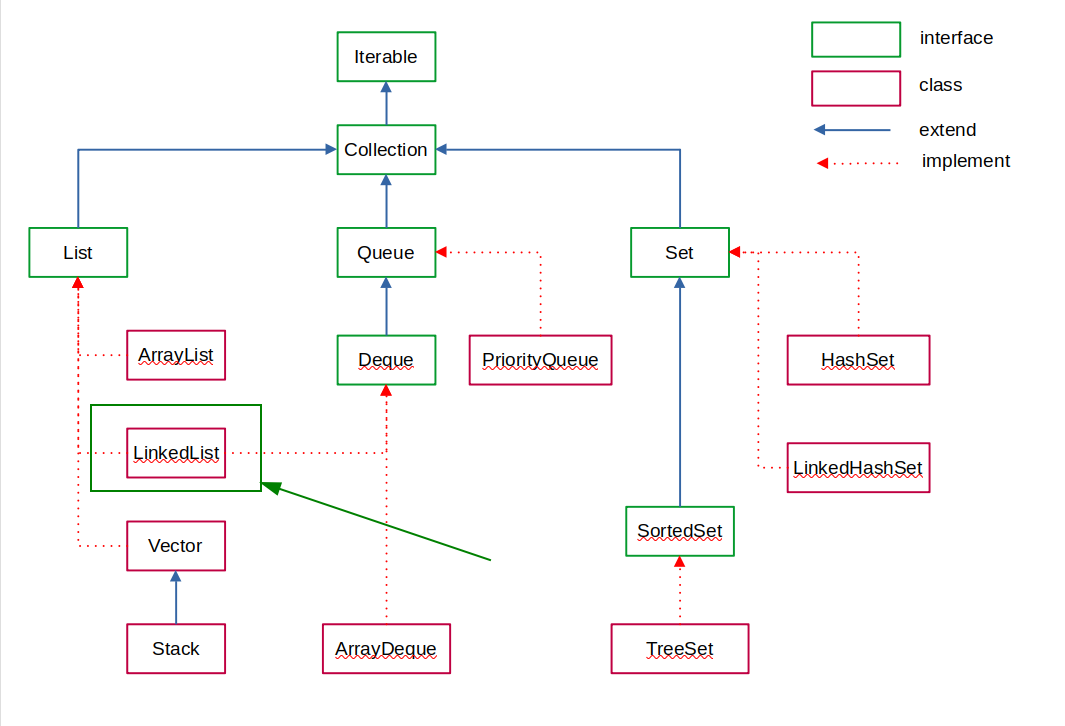 interface
Iterable
class
extend
Collection
implement
List
Queue
Set
ArrayList
Deque
PriorityQueue
HashSet
LinkedList
LinkedHashSet
SortedSet
Vector
Stack
ArrayDeque
TreeSet